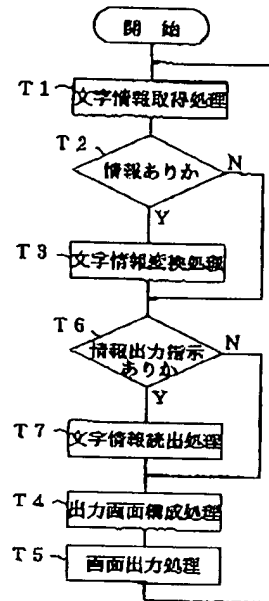 開始
T1
文字情報取得処理
T2
情報ありか
N
Y
T3
文字情報変換処理
T6
情報出力指示
ありか
N
Y
T7
文字情報読出処理
T4
出力画面構成処理
T5
画面出力処理